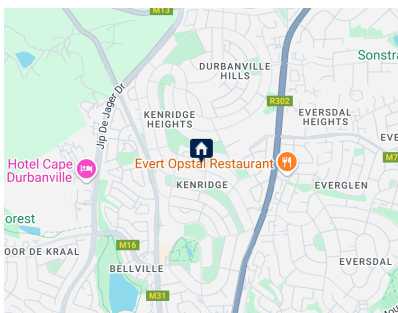 M13
DURBANVILLE
HILLS
Sonstra
Jip De Jager Dr
R302
KENRIDGE
HEIGHTS
EVERSDAL
HEIGHTS
EVE
M7
Hotel Cape
Durbanville
Evert Opstal Restaurant
KENRIDGE
EVERGLEN
orest
M16
OOR DE KRAAL
BELLVILLE
EVERSDAL
M31